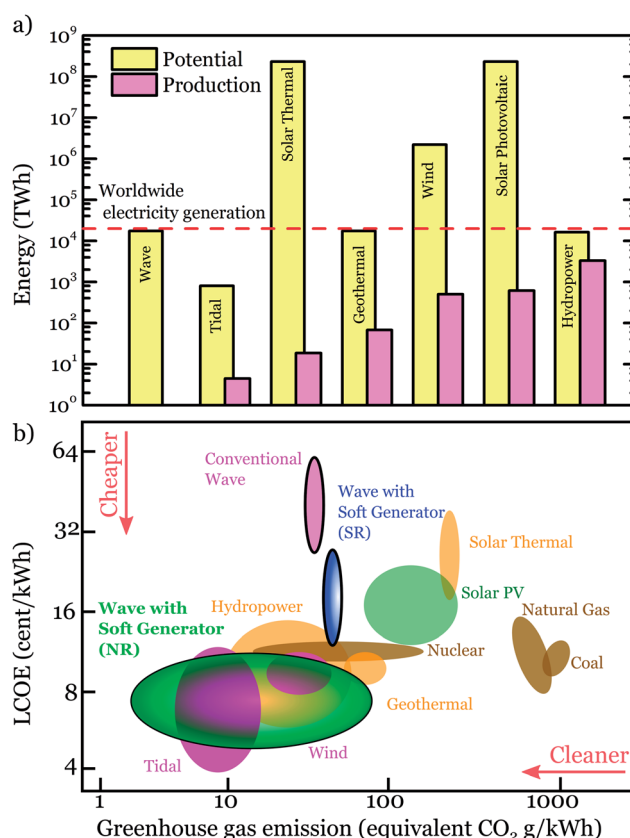 a)
10⁹
10⁸
10⁷
10⁶
10⁵
10⁴
10³
10²
10¹
10⁰
Energy (TWh)
Potential
Production
Worldwide
electricity generation
Wave
Tidal
Solar Thermal
Geothermal
Wind
Solar Photovoltaic
Hydropower
b)
64
32
16
8
4
LCOE (cent/kWh)
Cheaper
Conventional
Wave
Wave with
Soft Generator
(SR)
Solar Thermal
Hydropower
Solar PV
Wave with
Soft Generator
(NR)
Natural Gas
Nuclear
Coal
Geothermal
Tidal
Wind
Cleaner
1
10
100
1000
Greenhouse gas emission (equivalent CO₂ g/kWh)